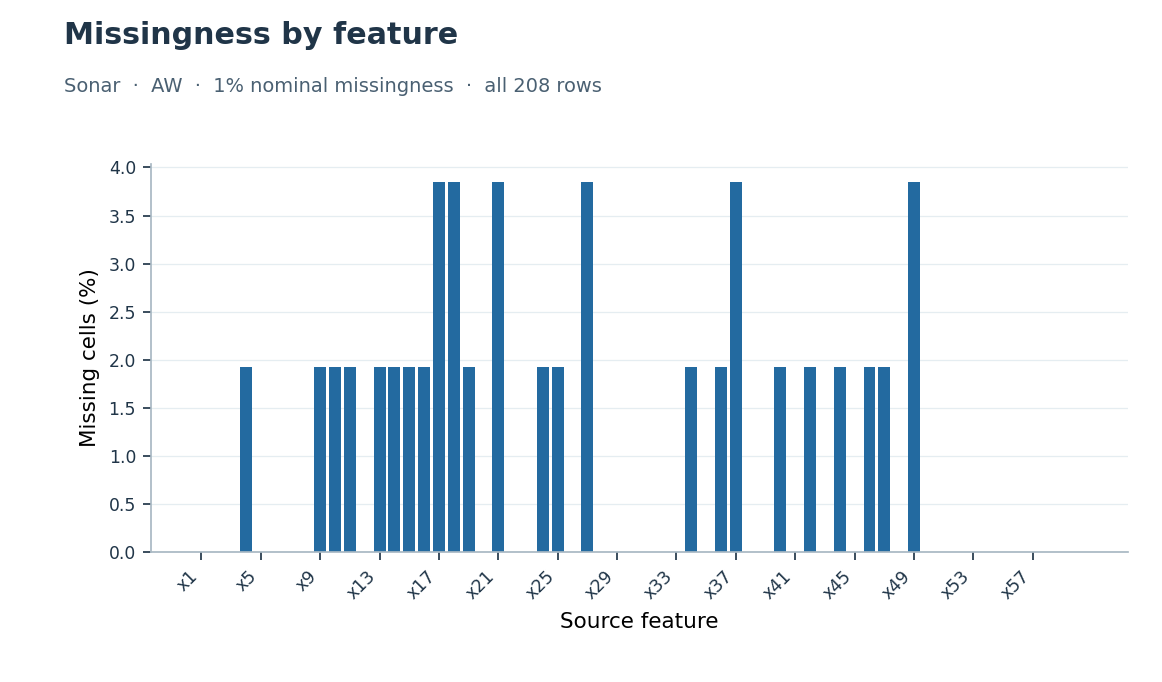 Missingness by feature
Sonar · AW · 1% nominal missingness · all 208 rows
4.0
3.5
3.0
2.5
2.0
1.5
1.0
0.5
0.0
Missing cells (%)
x1 x5 x9 x13 x17 x21 x25 x29 x33 x37 x41 x45 x49 x53 x57
Source feature